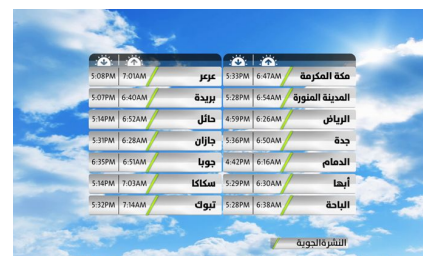 مكة المكرمة 6:47AM 5:33PM عرعر 7:01AM 5:08PM
المدينة المنورة 6:54AM 5:28PM بريدة 6:40AM 5:07PM
الرياض 6:26AM 4:59PM حائل 6:52AM 5:14PM
جدة 6:50AM 5:36PM جازان 6:28AM 5:31PM
الدمام 6:16AM 4:42PM جوبا 6:51AM 6:35PM
أبها 6:30AM 5:29PM سكاكا 7:03AM 5:14PM
الباحة 6:38AM 5:28PM تبوك 7:14AM 5:32PM
النشرة الجوية